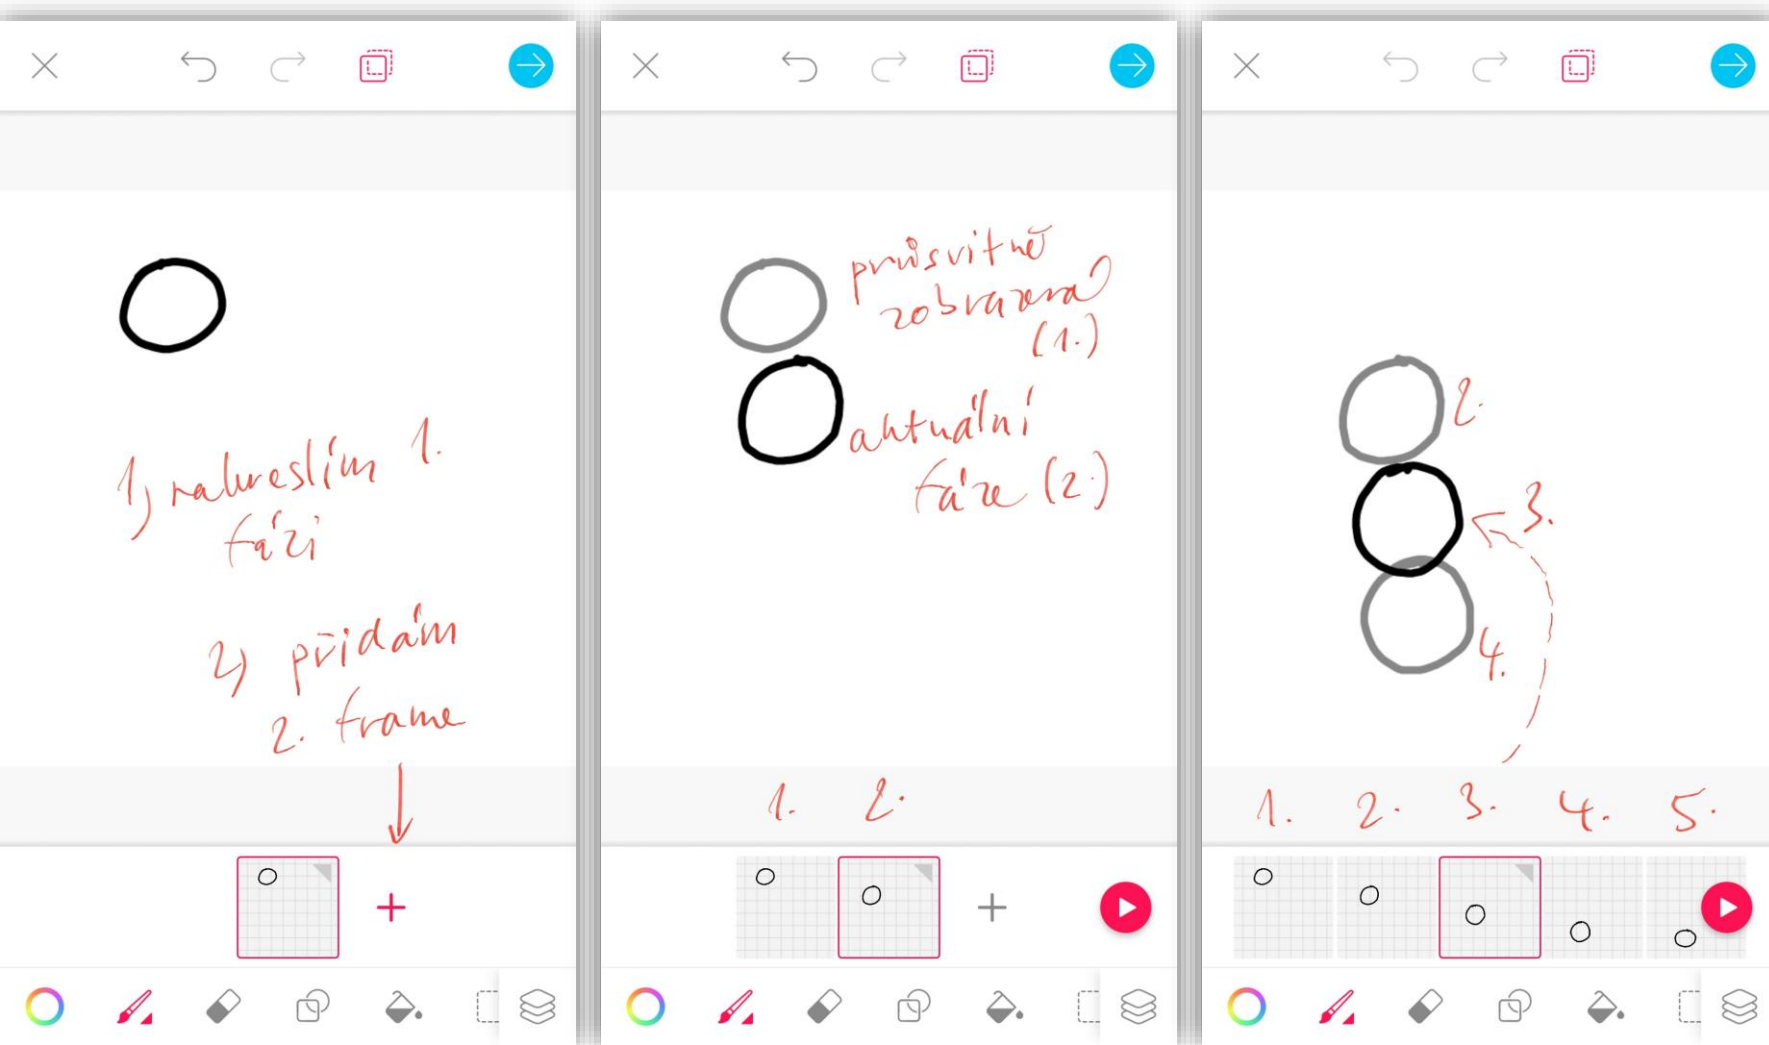 1) nakreslím 1.
fázi
2) přidám
2. frame
průsvitně
zobrazena
(1.)
aktuální
fáze (2.)
1. 2.
2.
3.
4.
1. 2. 3. 4. 5.